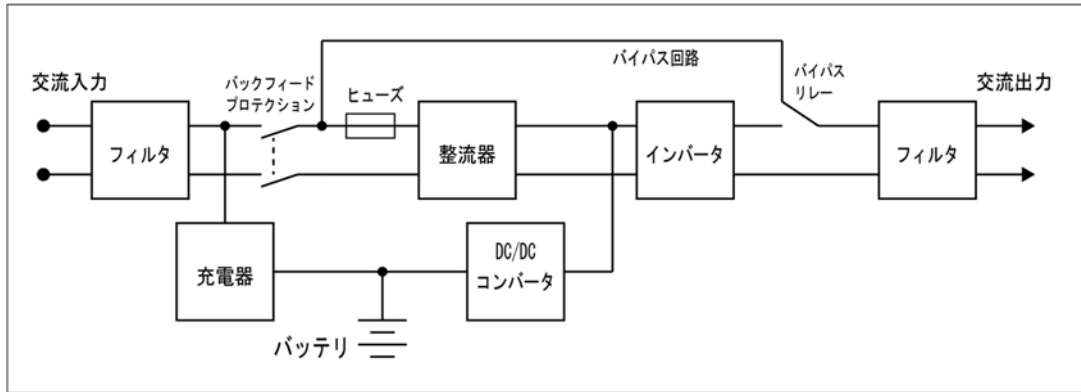 バイパス回路
バイパス
リレー
交流入力
バックフィード
プロテクション
ヒューズ
交流出力
フィルタ
整流器
インバータ
フィルタ
充電器
DC/DC
コンバータ
バッテリ